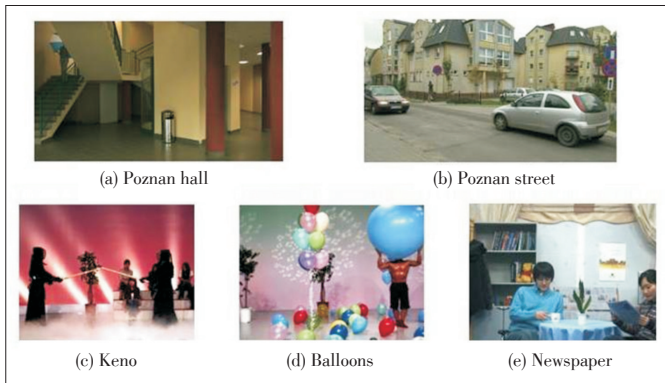 (a) Poznan hall
(b) Poznan street
(c) Keno
(d) Balloons
(e) Newspaper